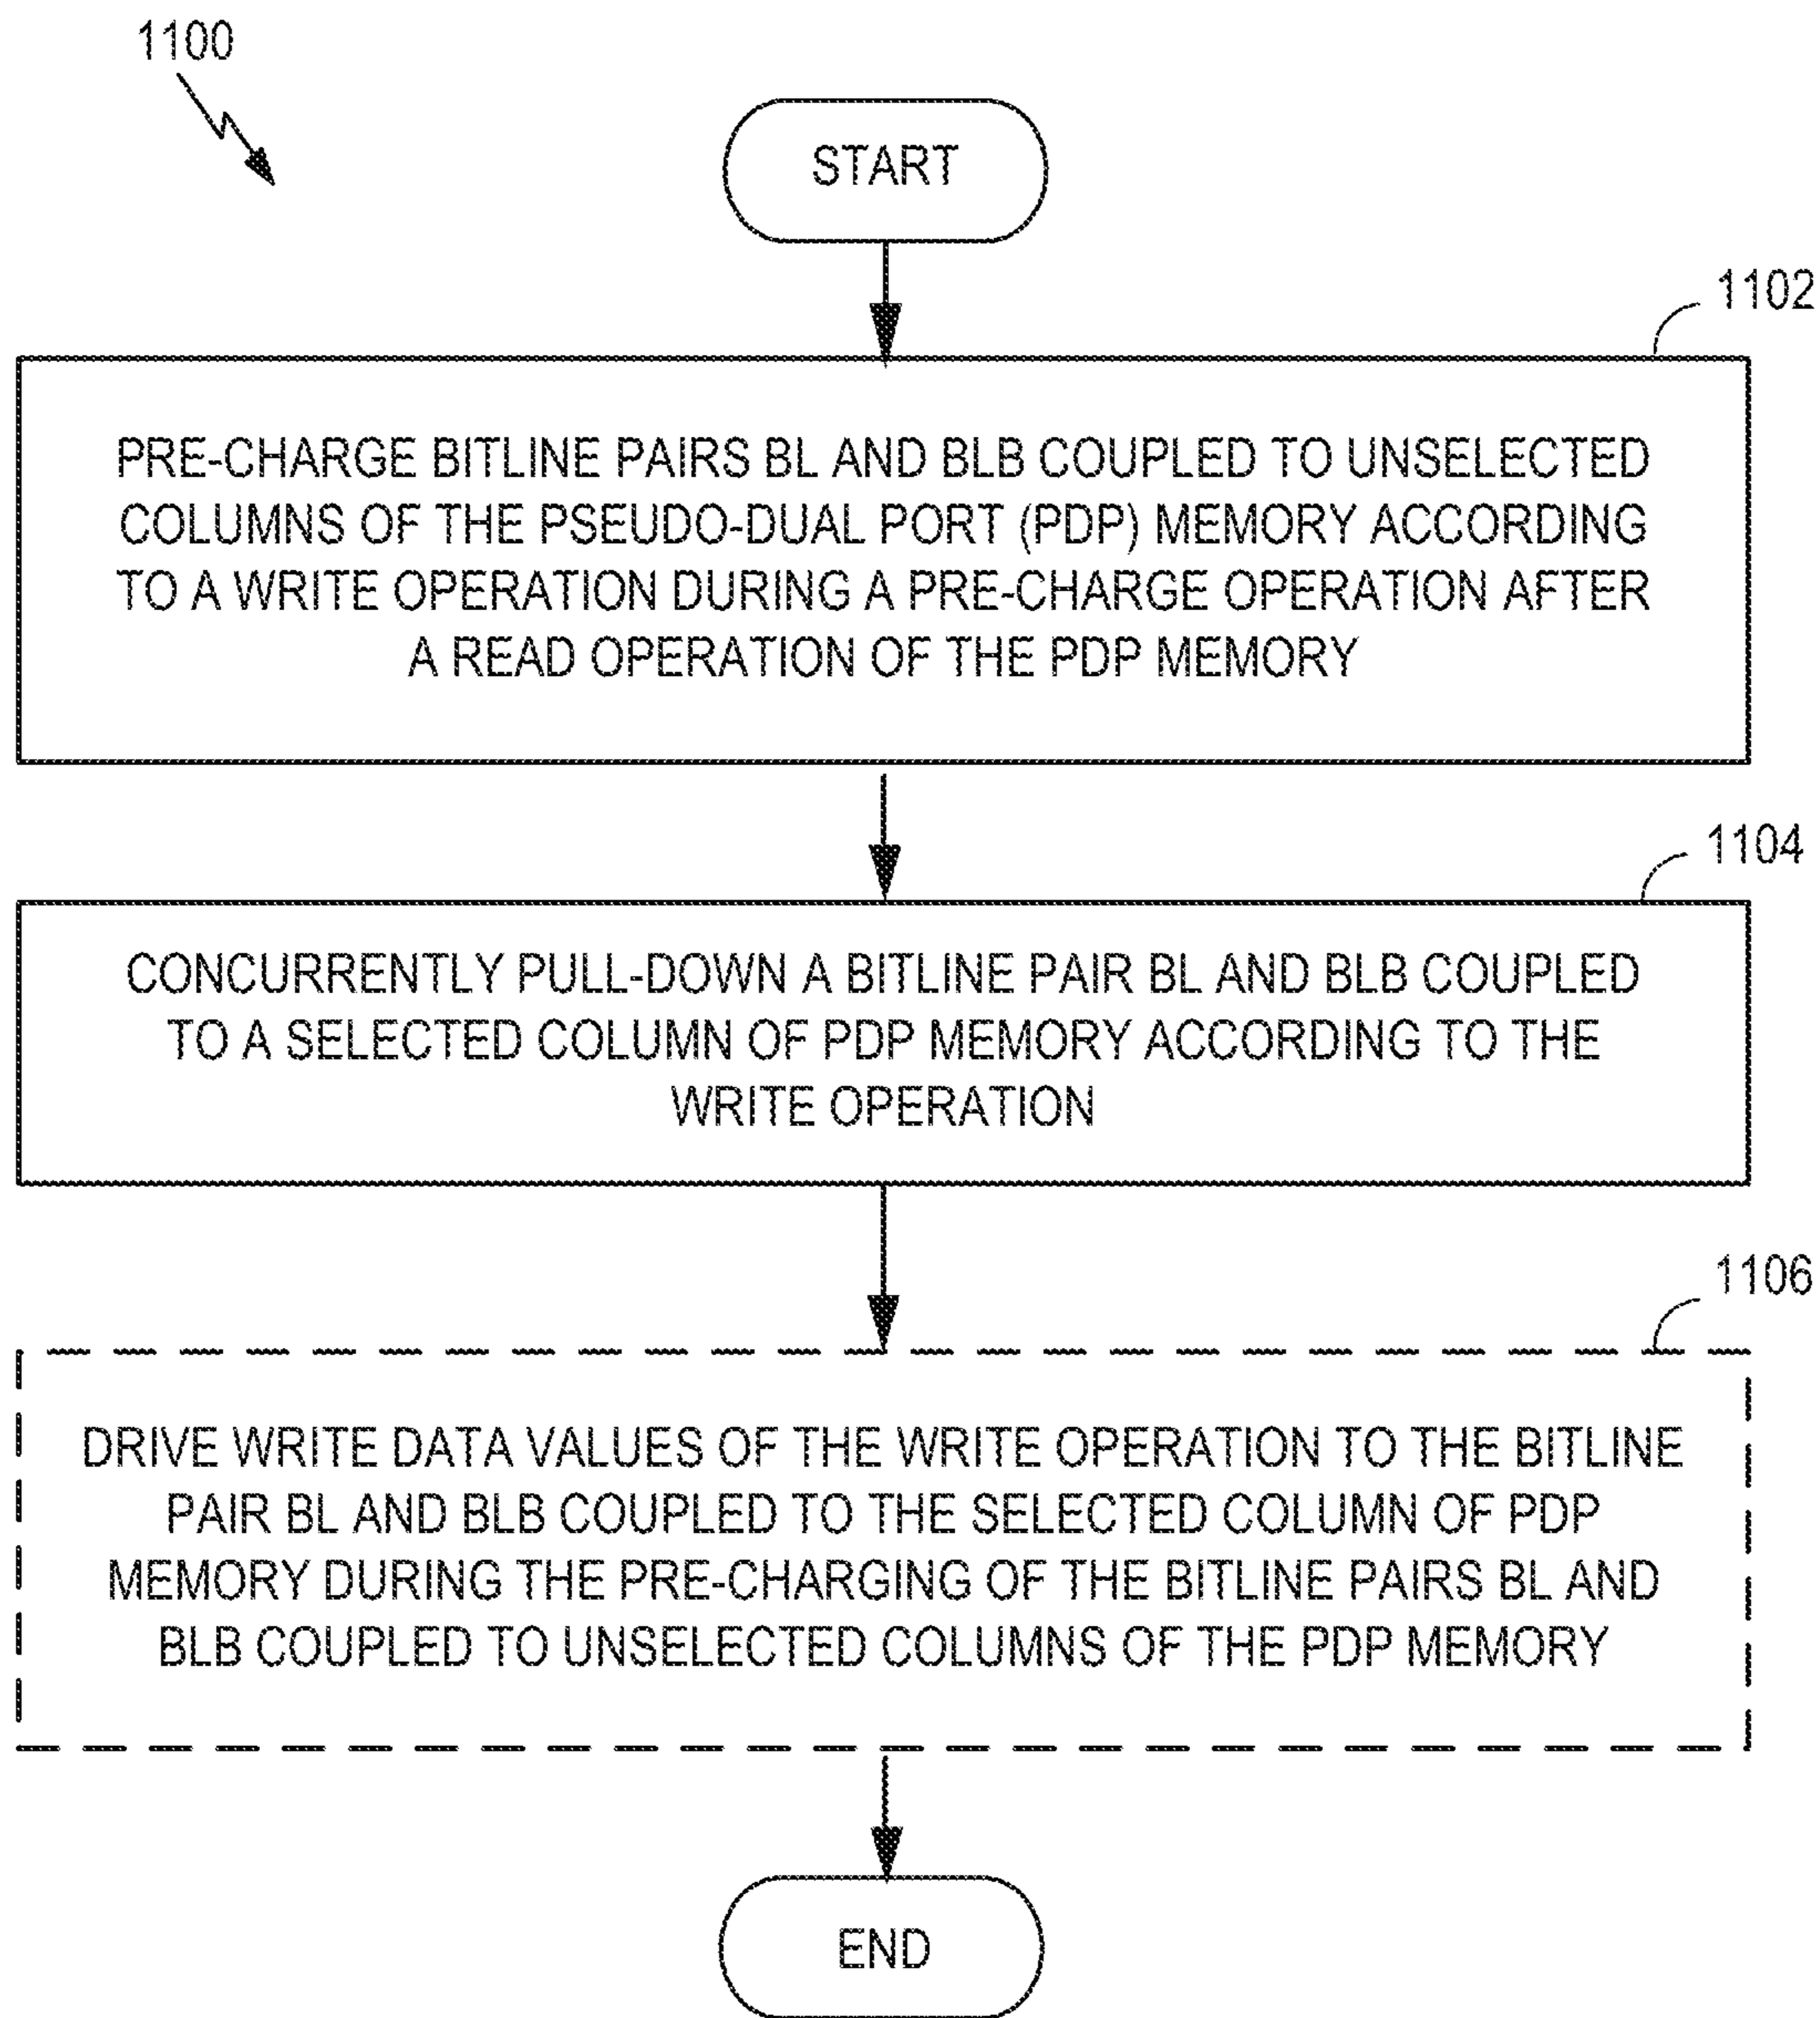 1100
START
1102
PRE-CHARGE BITLINE PAIRS BL AND BLB COUPLED TO UNSELECTED
COLUMNS OF THE PSEUDO-DUAL PORT (PDP) MEMORY ACCORDING
TO A WRITE OPERATION DURING A PRE-CHARGE OPERATION AFTER
A READ OPERATION OF THE PDP MEMORY
1104
CONCURRENTLY PULL-DOWN A BITLINE PAIR BL AND BLB COUPLED
TO A SELECTED COLUMN OF PDP MEMORY ACCORDING TO THE
WRITE OPERATION
1106
DRIVE WRITE DATA VALUES OF THE WRITE OPERATION TO THE BITLINE
PAIR BL AND BLB COUPLED TO THE SELECTED COLUMN OF PDP
MEMORY DURING THE PRE-CHARGING OF THE BITLINE PAIRS BL AND
BLB COUPLED TO UNSELECTED COLUMNS OF THE PDP MEMORY
END